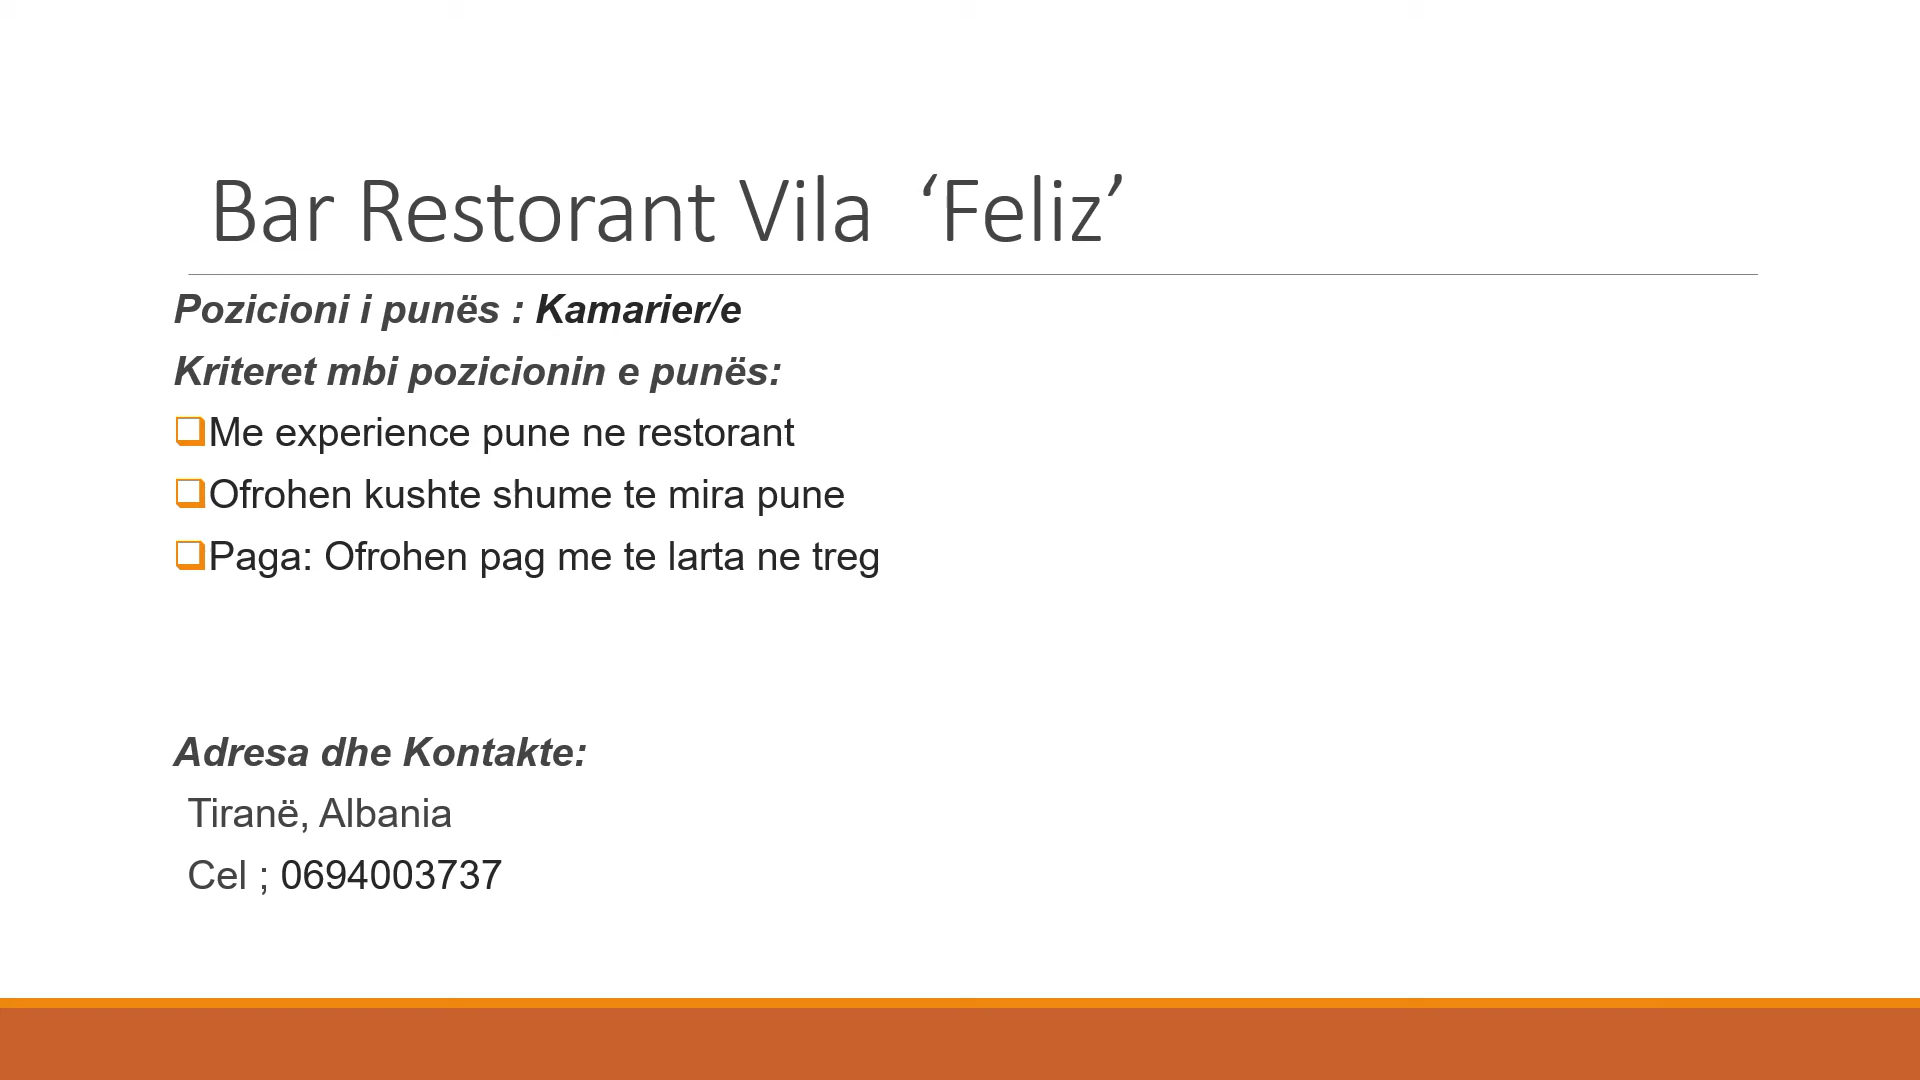 Bar Restorant Vila ‘Feliz’
Pozicioni i punës : Kamarier/e
Kriteret mbi pozicionin e punës:
Me experience pune ne restorant
Ofrohen kushte shume te mira pune
Paga: Ofrohen pag me te larta ne treg
Adresa dhe Kontakte:
Tiranë, Albania
Cel ; 0694003737